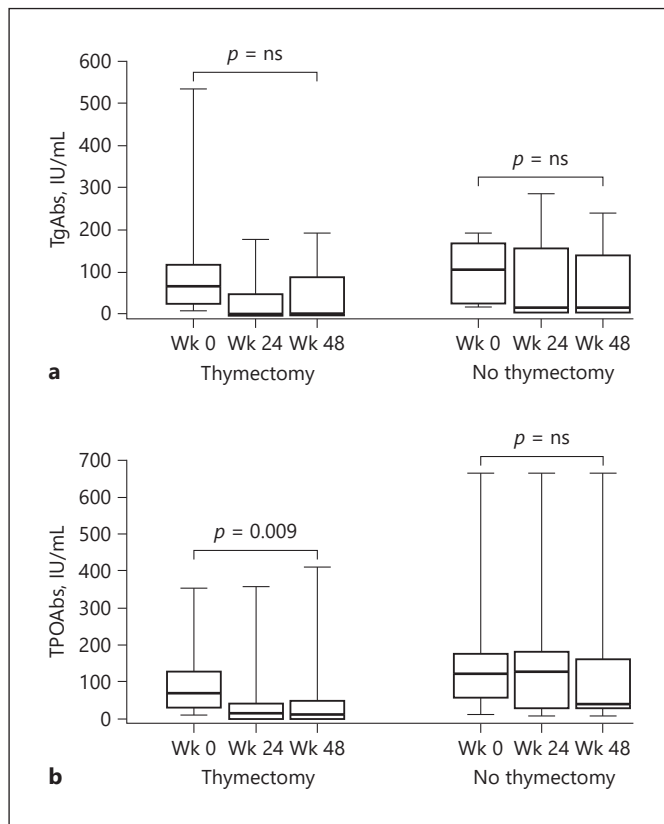 600
p = ns
500
400
TgAbs, IU/mL
300
p = ns
200
100
0
Wk 0 Wk 24 Wk 48 Wk 0 Wk 24 Wk 48
a Thymectomy No thymectomy
700
p = ns
600
500
p = 0.009
400
TPOAbs, IU/mL
300
200
100
0
Wk 0 Wk 24 Wk 48 Wk 0 Wk 24 Wk 48
b Thymectomy No thymectomy